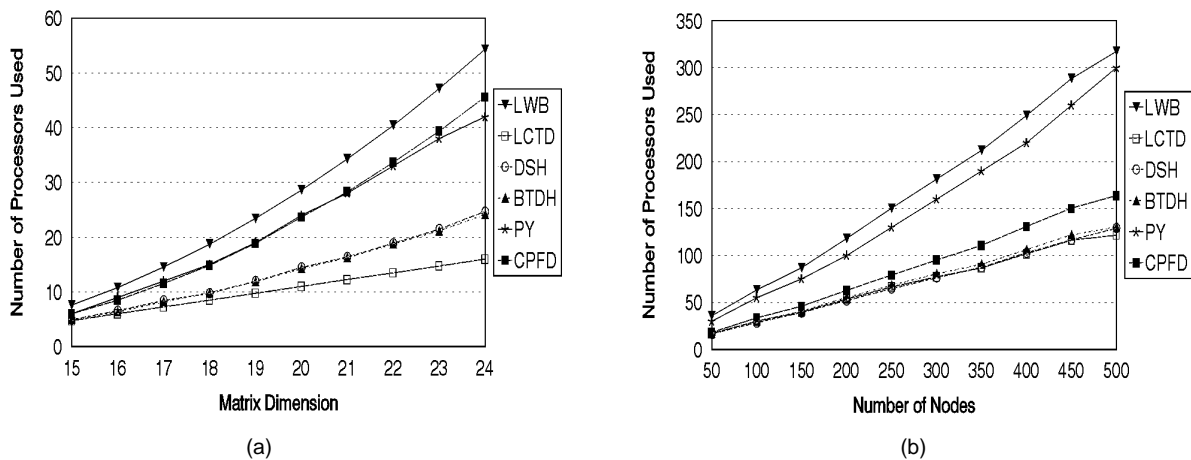 Number of Processors Used
60
50
40
30
20
10
0
15 16 17 18 19 20 21 22 23 24
Matrix Dimension
LWB
LCTD
DSH
BTDH
PY
CPFD
(a)
Number of Processors Used
350
300
250
200
150
100
50
0
50 100 150 200 250 300 350 400 450 500
Number of Nodes
LWB
LCTD
DSH
BTDH
PY
CPFD
(b)